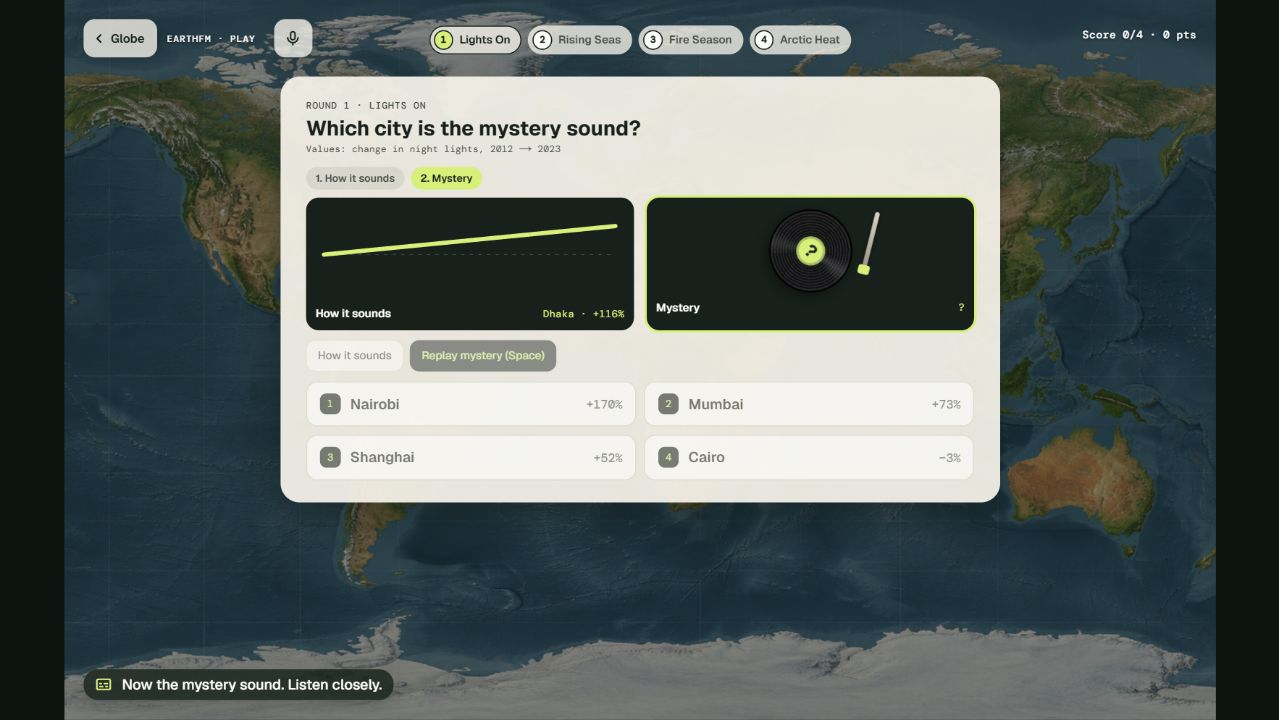 Globe
EARTHFM · PLAY
1 Lights On
2 Rising Seas
3 Fire Season
4 Arctic Heat
Score 0/4 · 0 pts
ROUND 1 · LIGHTS ON
Which city is the mystery sound?
Values: change in night lights, 2012 → 2023
1. How it sounds
2. Mystery
How it sounds
Dhaka · +116%
?
Mystery
?
How it sounds
Replay mystery (Space)
1 Nairobi +170%
2 Mumbai +73%
3 Shanghai +52%
4 Cairo −3%
Now the mystery sound. Listen closely.